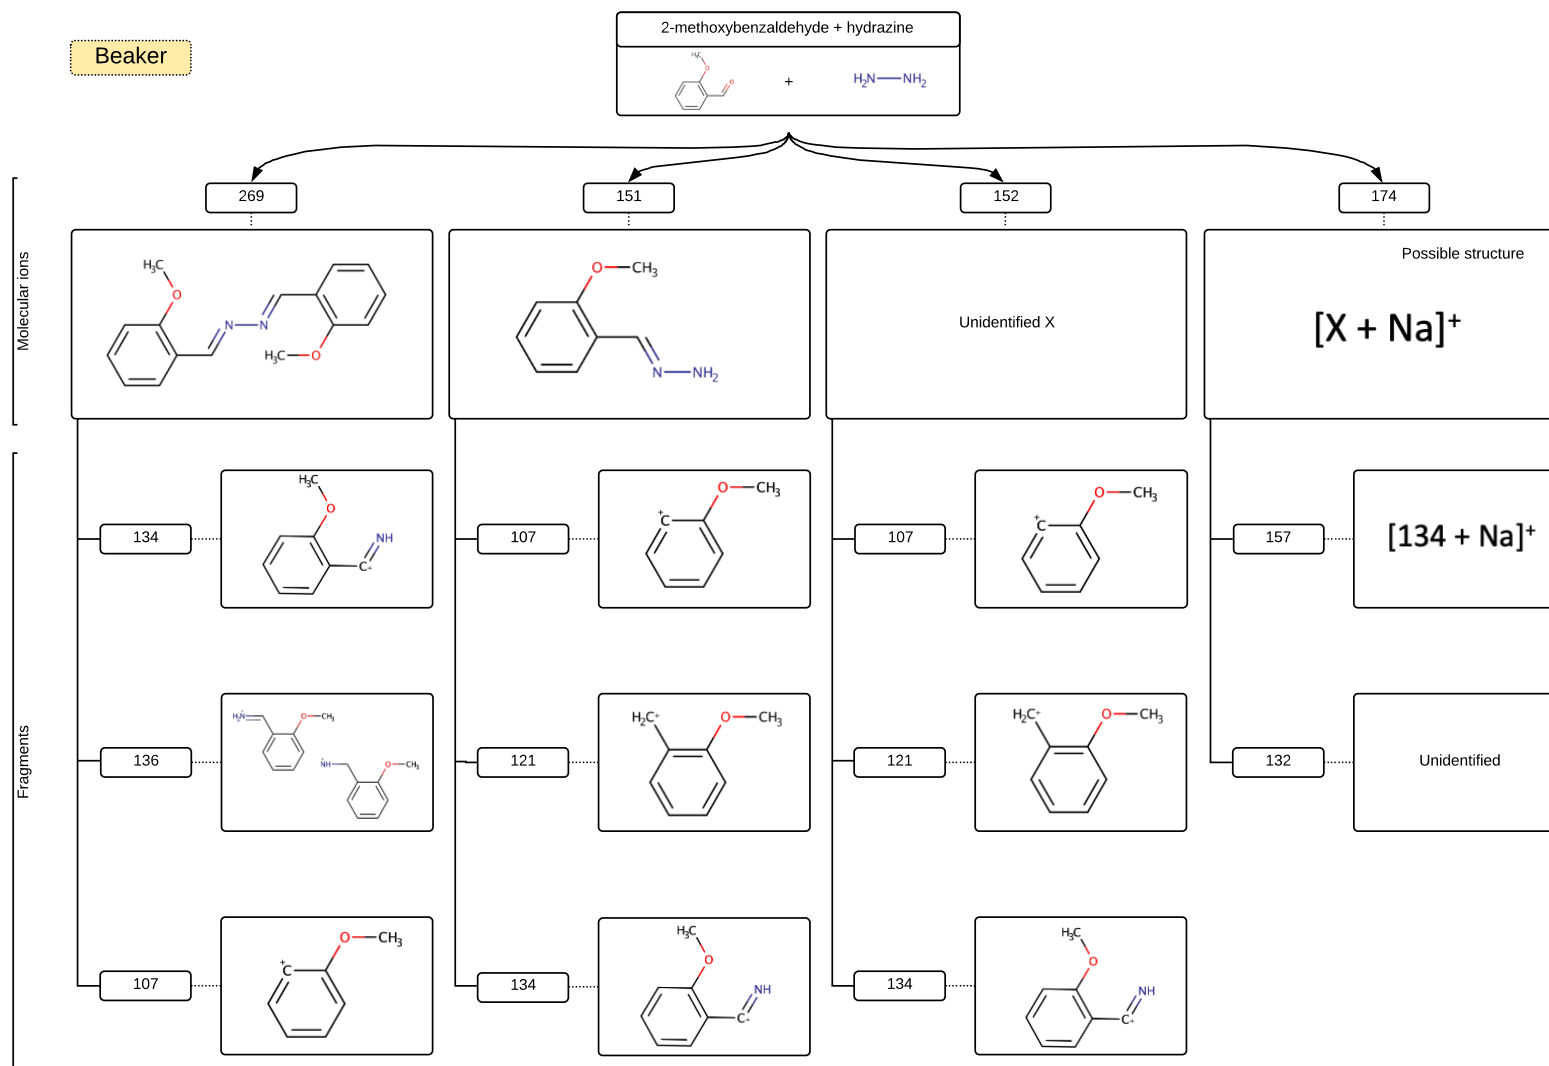 2-methoxybenzaldehyde + hydrazine
Beaker
H₃C
O
O
+
H₂N NH₂
269
151
152
174
Molecular ions
H₃C
O
N
N
H₃C
O
O CH₃
N
NH₂
Unidentified X
Possible structure
[X + Na]⁺
Fragments
134
H₃C
O
NH
C+
107
O CH₃
+
C
107
O CH₃
+
C
157
[134 + Na]⁺
136
O CH₃
O CH₃
121
H₂C+
O CH₃
121
H₂C+
O CH₃
132
Unidentified
107
O CH₃
+
C
134
H₃C
O
NH
C+
134
H₃C
O
NH
C+